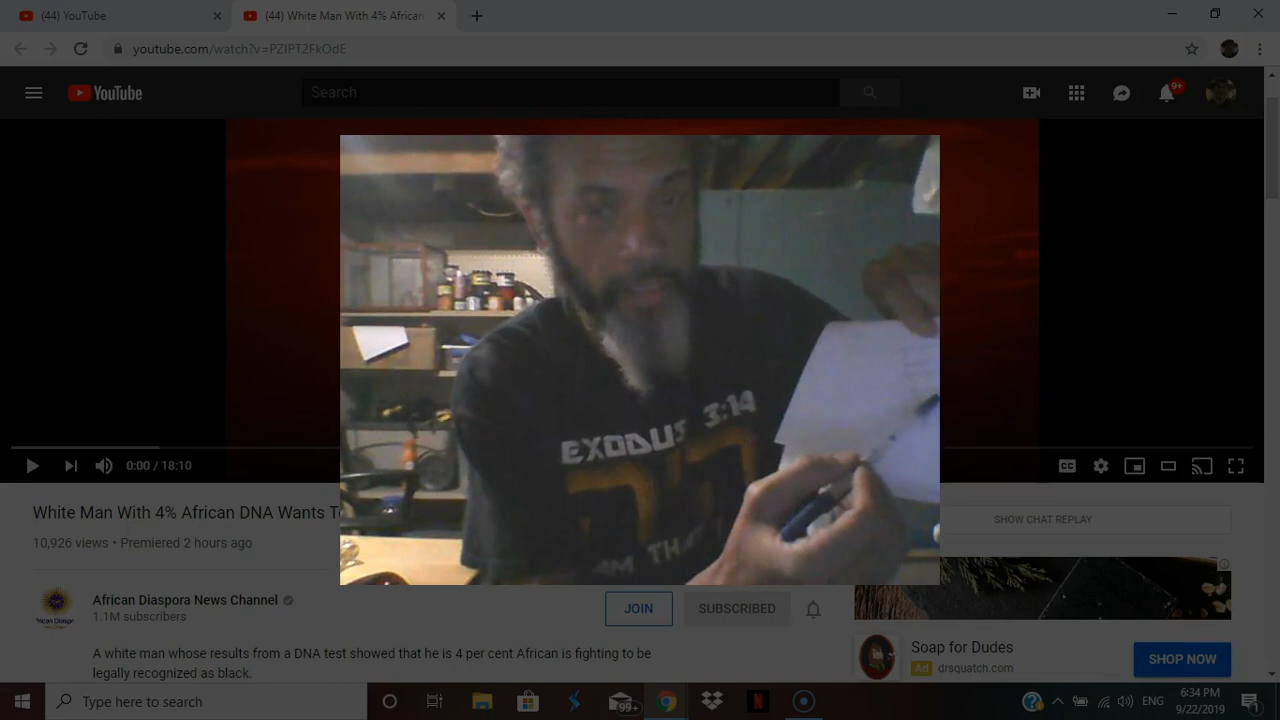 (44) YouTube
(44) White Man With 4% African
youtube.com/watch?v=PZIPT2FkOdE
YouTube
Search
9+
EXODUS 3:14
AM THAT
0:00 / 18:10
CC
White Man With 4% African DNA Wants T
10,926 views • Premiered 2 hours ago
SHOW CHAT REPLAY
African Diaspora News Channel
1.1M subscribers
JOIN
SUBSCRIBED
A white man whose results from a DNA test showed that he is 4 per cent African is fighting to
legally recognized as black.
Soap for Dudes
Ad drsquatch.com
SHOP NOW
Type here to search
99+
ENG
6:34 PM
9/22/2019
1